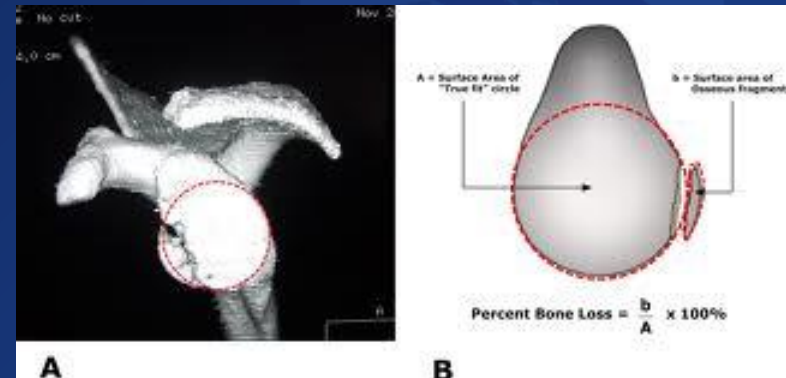 No cut
Nov 2
4.0 cm
A = Surface Area of
"True fit" circle
b = Surface area of
Osseous fragment
Percent Bone Loss = b/A x 100%
A
B